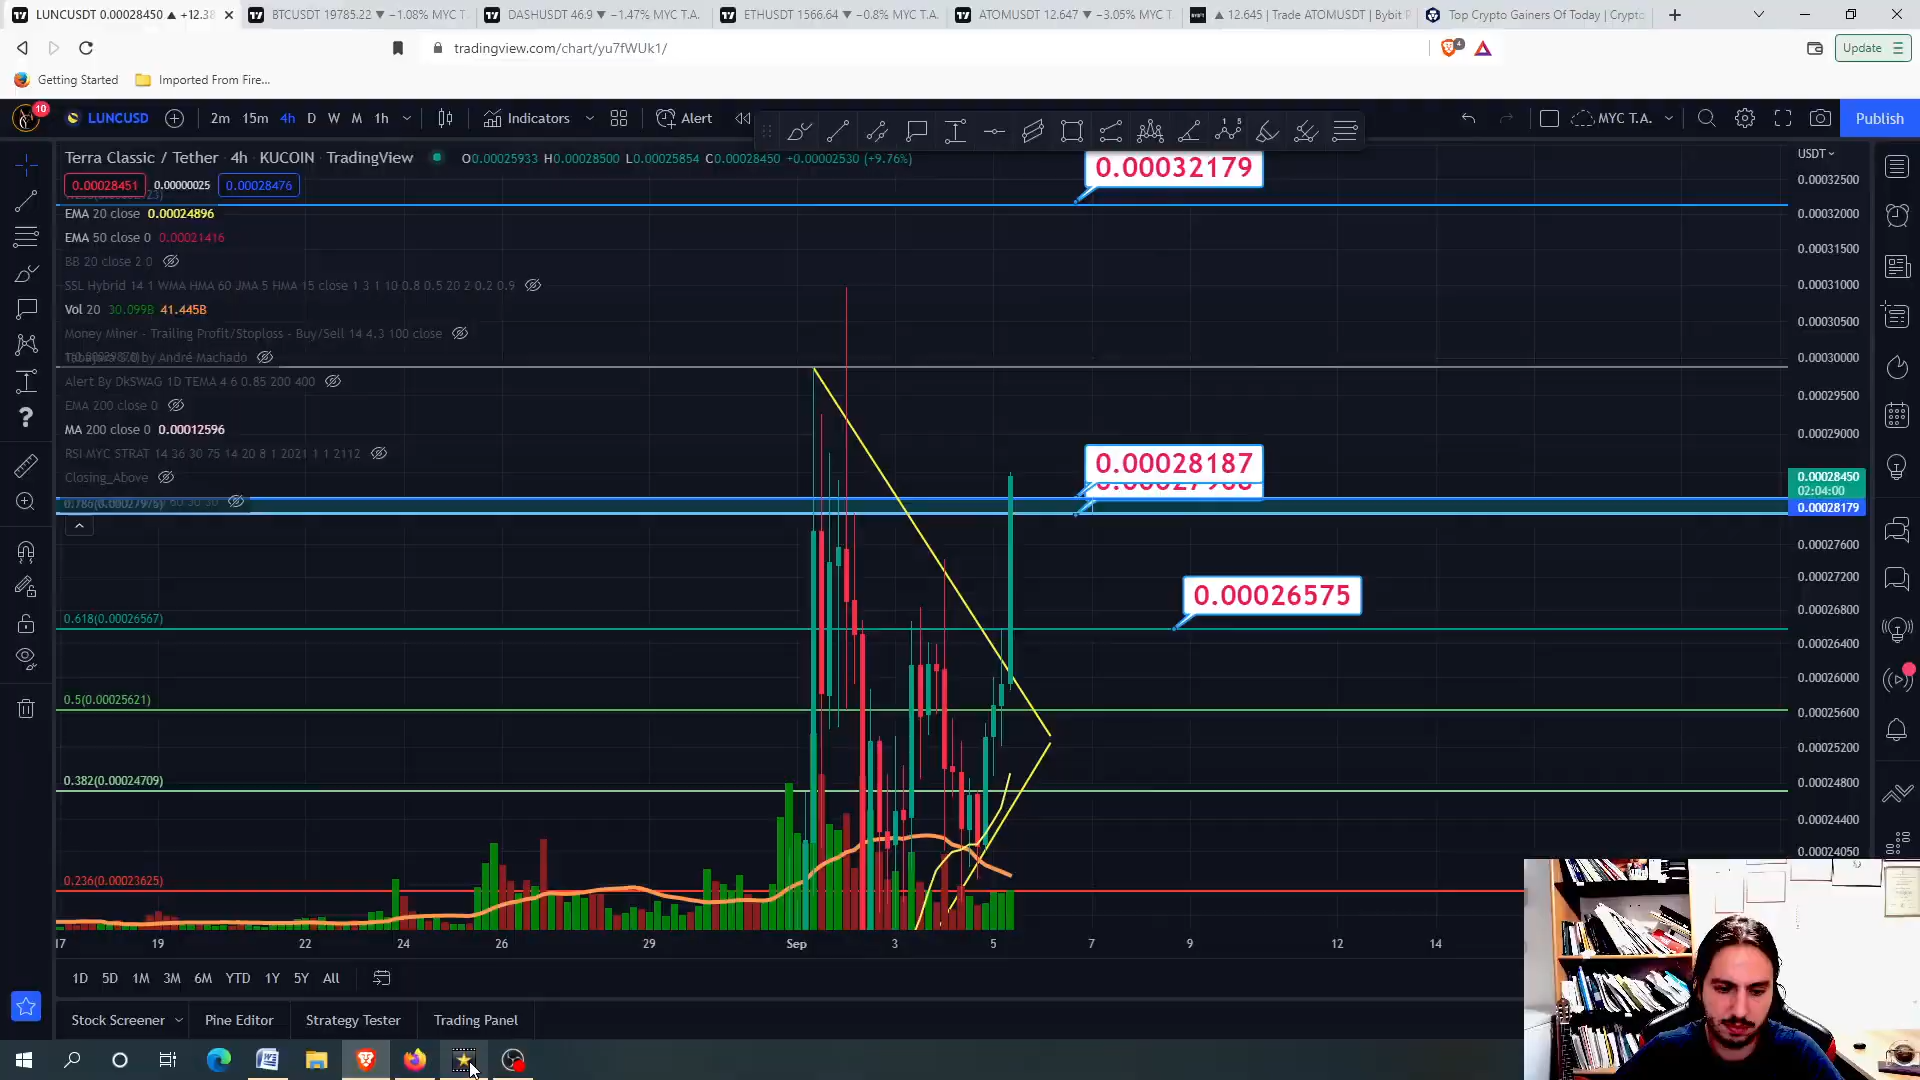 LUNCUSD 0.00028450 ▲ +12.38
BTCUSDT 19785.22 ▼ −1.08% MYC T.
DASHUSDT 46.9 ▼ −1.47% MYC T.A.
ETHUSDT 1566.64 ▼ −0.8% MYC T.A.
ATOMUSDT 12.647 ▼ −3.05% MYC T
▲ 12.645 | Trade ATOMUSDT | Bybit
Top Crypto Gainers Of Today | Crypto
tradingview.com/chart/yu7fWUk1/
4
Update
Getting Started
Imported From Fire...
10
LUNCUSD
2m 15m 4h D W M 1h
Indicators
Alert
MYC T.A.
Publish
Terra Classic / Tether · 4h · KUCOIN · TradingView
O0.00025933 H0.00028500 L0.00025854 C0.00028450 +0.00002530 (+9.76%)
0.00028451 0.00000025 0.00028476
EMA 20 close 0.00024896
EMA 50 close 0 0.00021416
BB 20 close 2 0
SSL Hybrid 14 1 WMA HMA 60 JMA 5 HMA 15 close 1 3 1 10 0.8 0.5 20 2 0.2 0.9
Vol 20 30.099B 41.445B
Money Miner - Trailing Profit/Stoploss - Buy/Sell 14 4.3 100 close
by André Machado
Alert By DkSWAG 1D TEMA 4 6 0.85 200 400
EMA 200 close 0
MA 200 close 0 0.00012596
RSI MYC STRAT 14 36 30 75 14 20 8 1 2021 1 1 2112
Closing_Above
0.786(0.00027975)
0.618(0.00026567)
0.5(0.00025621)
0.382(0.00024709)
0.236(0.00023625)
0.00032179
0.00028187
0.00026575
USDT
0.00032500
0.00032000
0.00031500
0.00031000
0.00030500
0.00030000
0.00029500
0.00029000
0.00028450
02:04:00
0.00028179
0.00027600
0.00027200
0.00026800
0.00026400
0.00026000
0.00025600
0.00025200
0.00024800
0.00024400
0.00024050
17 19 22 24 26 29 Sep 3 5 7 9 12 14
1D 5D 1M 3M 6M YTD 1Y 5Y All
Stock Screener
Pine Editor
Strategy Tester
Trading Panel